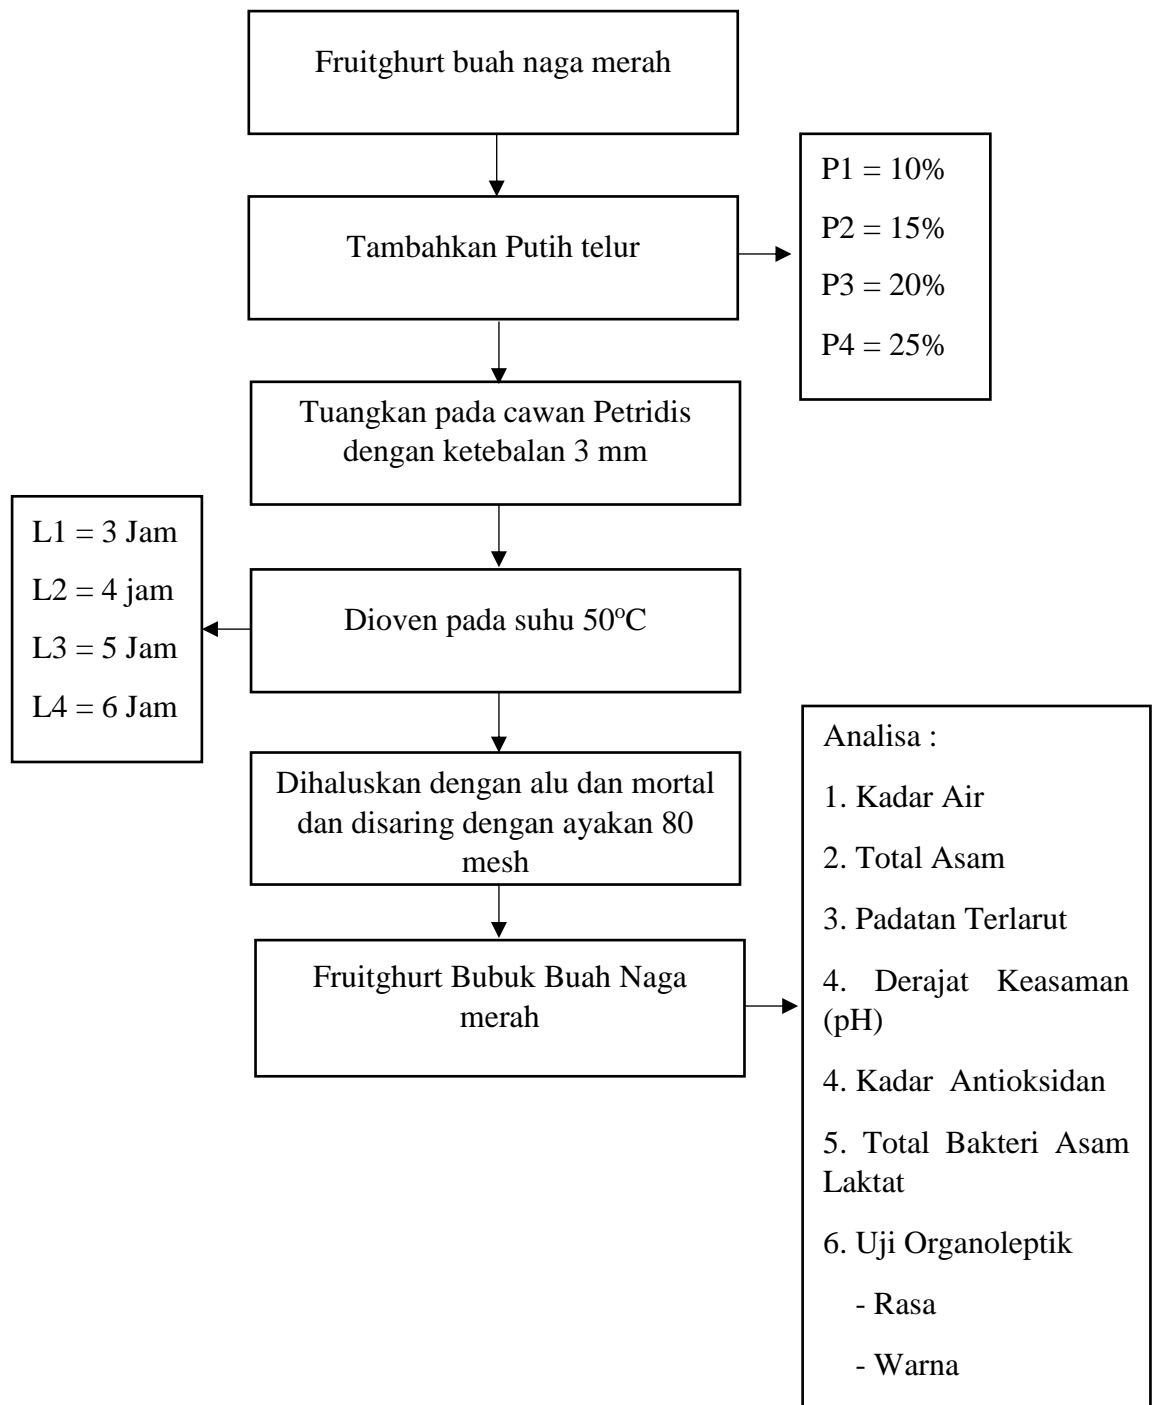 Fruitghurt buah naga merah
Tambahkan Putih telur
P1 = 10%
P2 = 15%
P3 = 20%
P4 = 25%
Tuangkan pada cawan Petridis
dengan ketebalan 3 mm
L1 = 3 Jam
L2 = 4 jam
L3 = 5 Jam
L4 = 6 Jam
Dioven pada suhu 50°C
Dihaluskan dengan alu dan mortal
dan disaring dengan ayakan 80
mesh
Fruitghurt Bubuk Buah Naga
merah
Analisa :
1. Kadar Air
2. Total Asam
3. Padatan Terlarut
4. Derajat Keasaman
(pH)
4. Kadar Antioksidan
5. Total Bakteri Asam
Laktat
6. Uji Organoleptik
- Rasa
- Warna